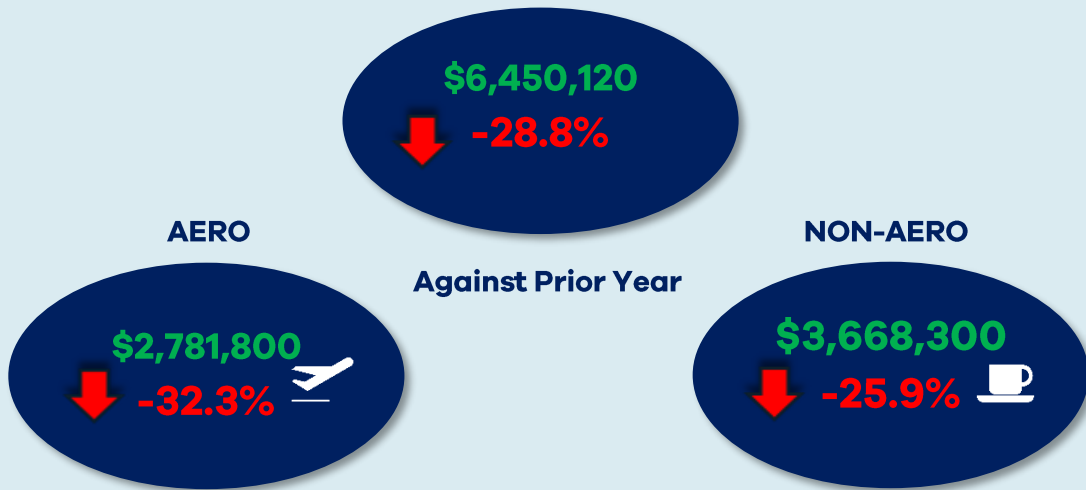 $6,450,120
-28.8%
AERO
NON-AERO
Against Prior Year
$2,781,800
-32.3%
$3,668,300
-25.9%